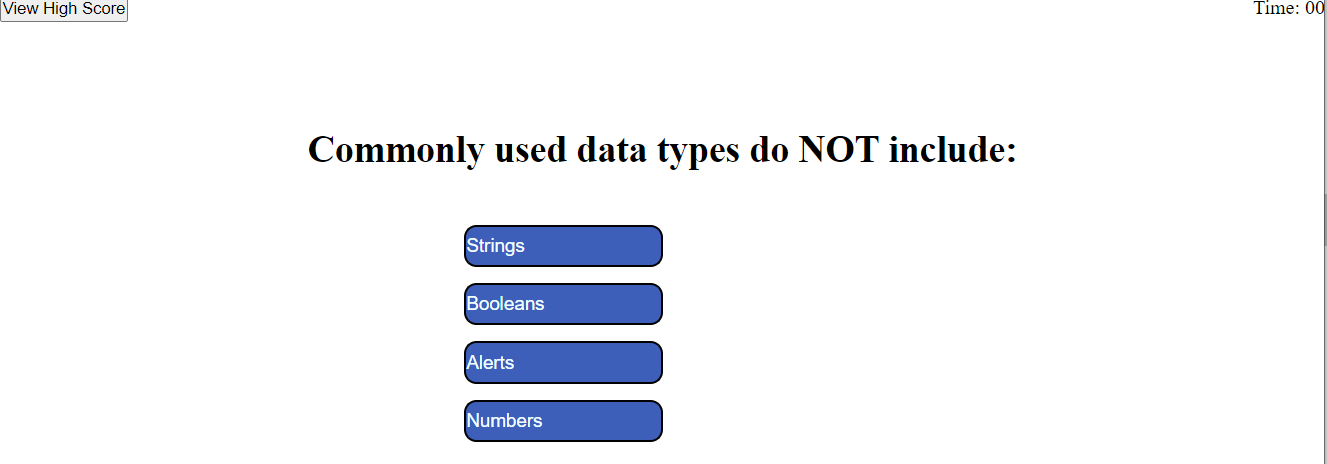 View High Score
Time: 00
Commonly used data types do NOT include:
Strings
Booleans
Alerts
Numbers